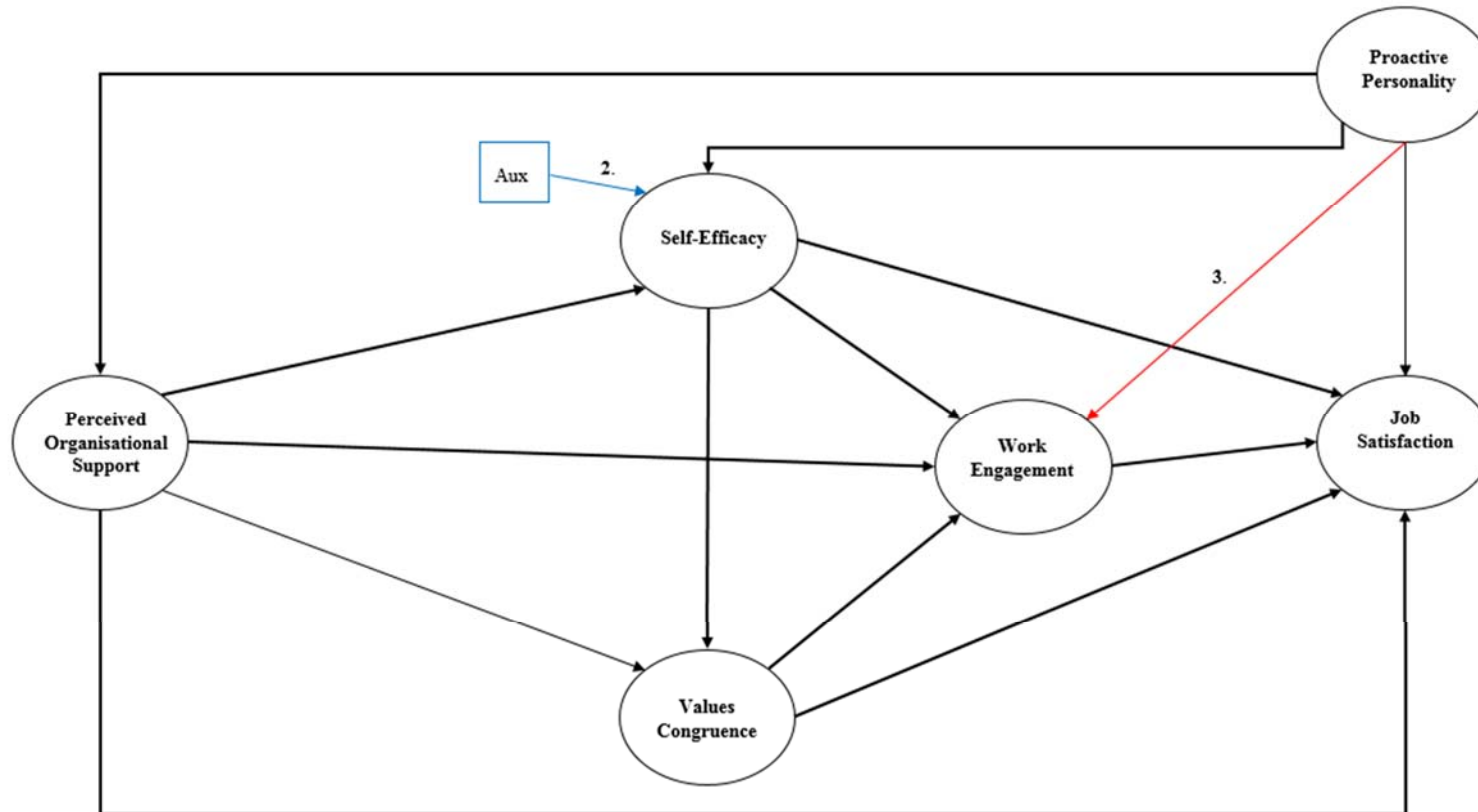 Proactive
Personality
Aux
2.
Self-Efficacy
3.
Perceived
Organisational
Support
Work
Engagement
Job
Satisfaction
Values
Congruence